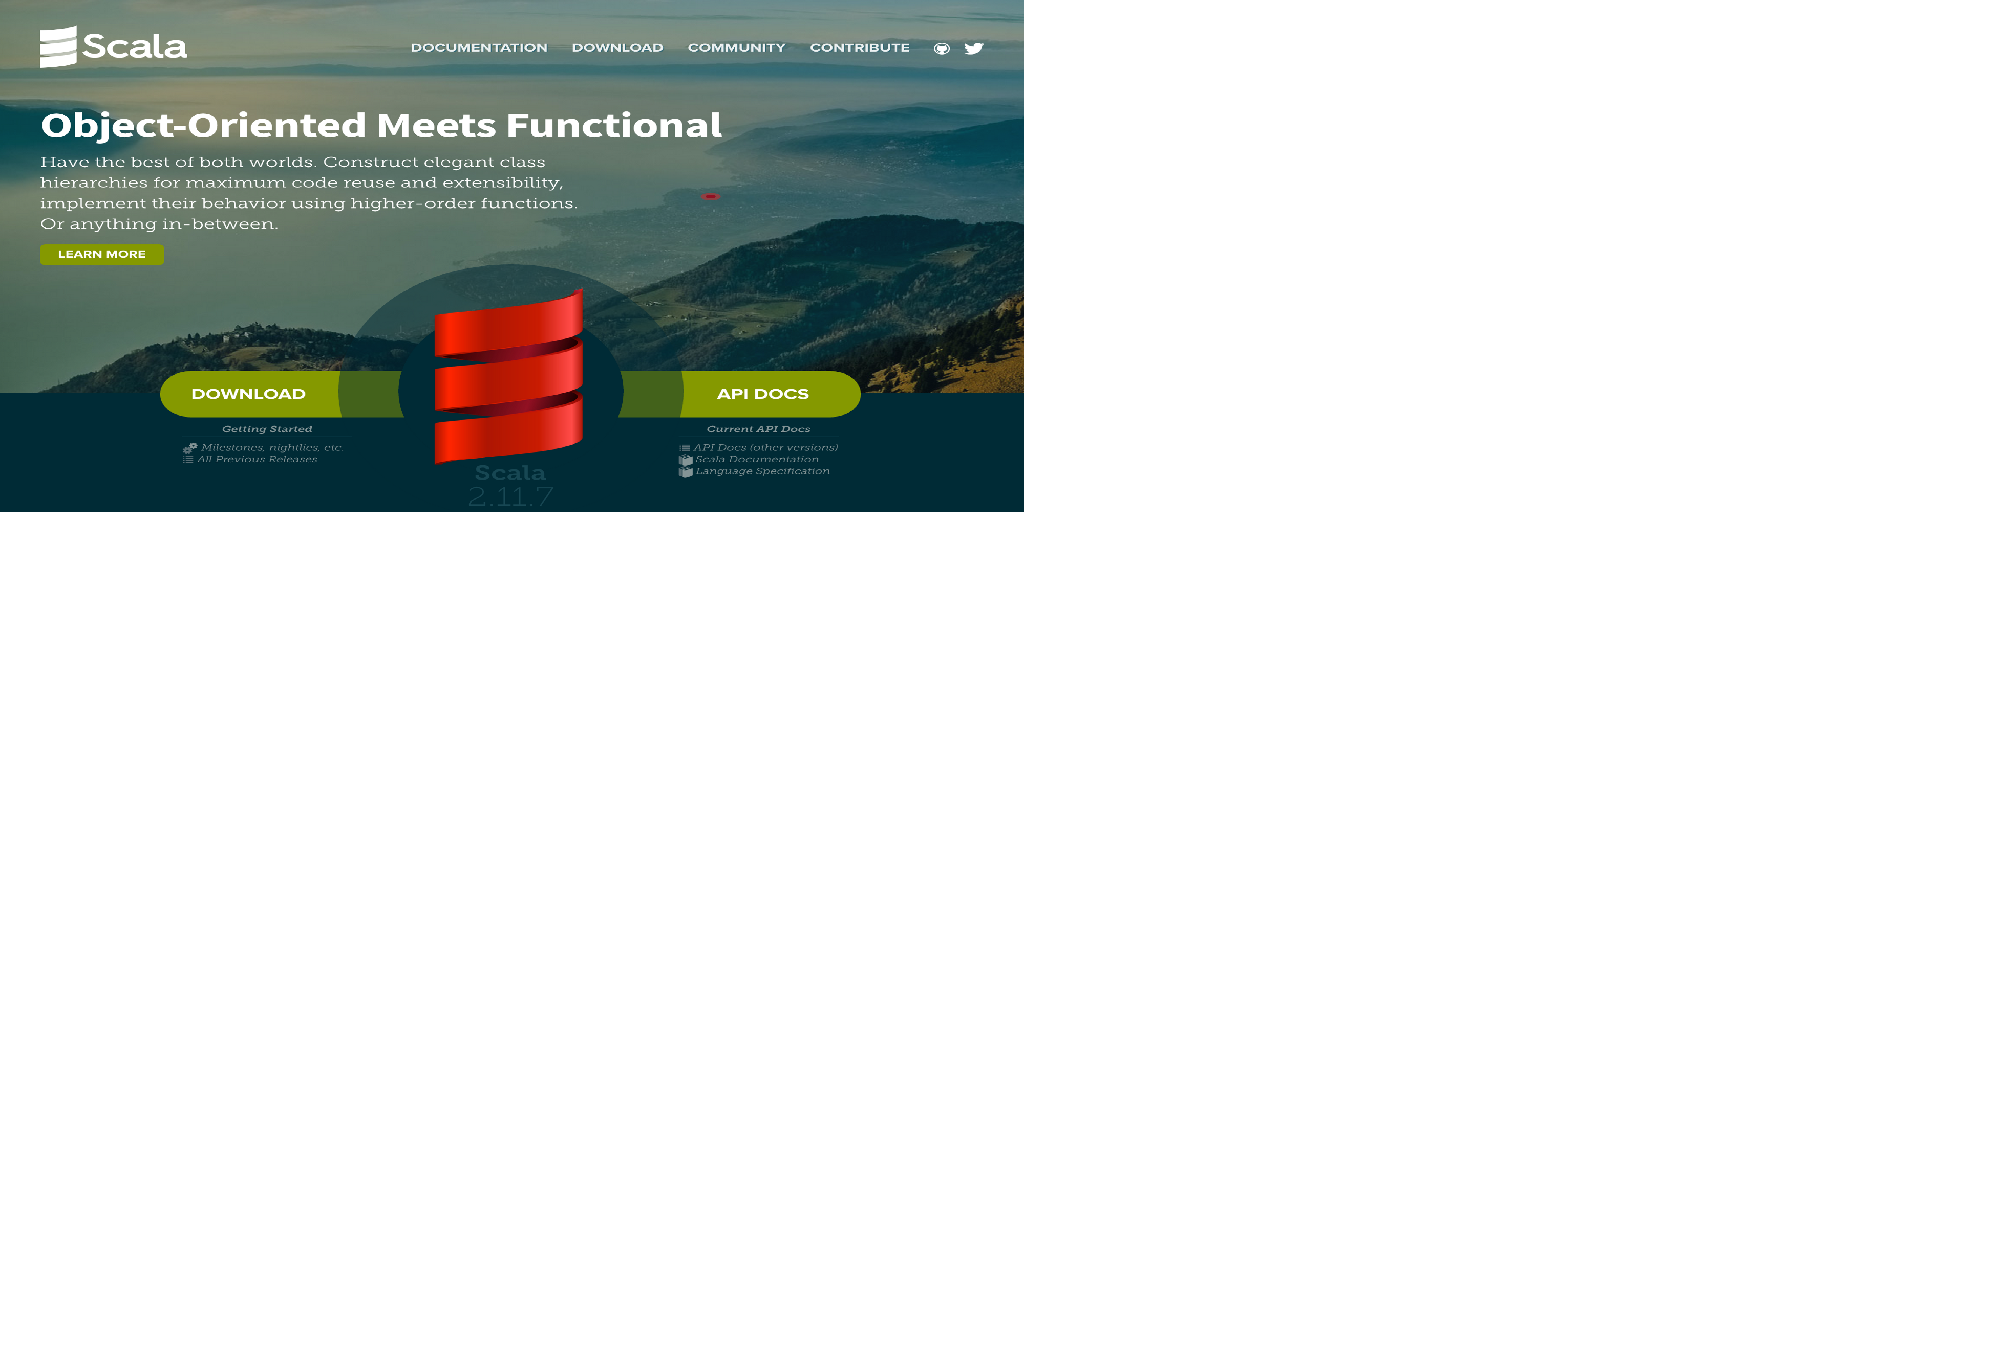 Scala
DOCUMENTATION DOWNLOAD COMMUNITY CONTRIBUTE
Object-Oriented Meets Functional
Have the best of both worlds. Construct elegant class
hierarchies for maximum code reuse and extensibility,
implement their behavior using higher-order functions.
Or anything in-between.
LEARN MORE
DOWNLOAD
Getting Started
Milestones, nightlies, etc.
All Previous Releases
API DOCS
Current API Docs
API Docs (other versions)
Scala Documentation
Language Specification
Scala
2.11.7